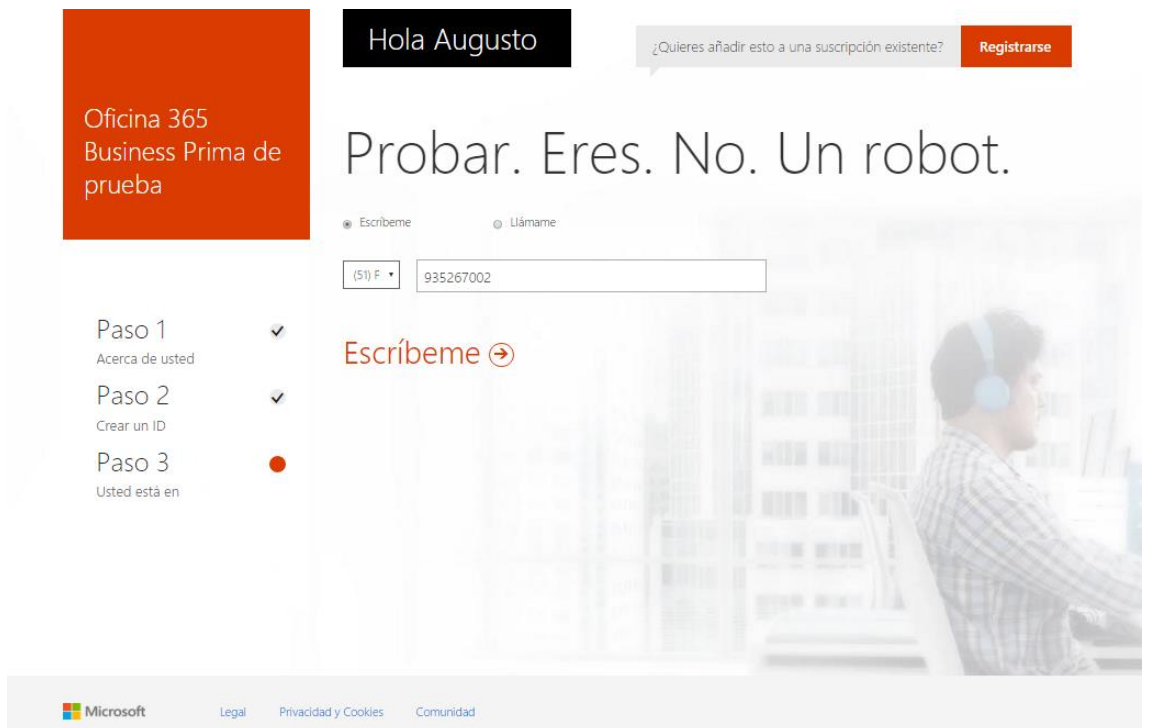 Hola Augusto
¿Quieres añadir esto a una suscripción existente?
Registrarse
Oficina 365
Business Prima de
prueba
Probar. Eres. No. Un robot.
Escríbeme
Llámame
(51) F
935267002
Escríbeme
Paso 1
Acerca de usted
Paso 2
Crear un ID
Paso 3
Usted está en
Microsoft
Legal
Privacidad y Cookies
Comunidad